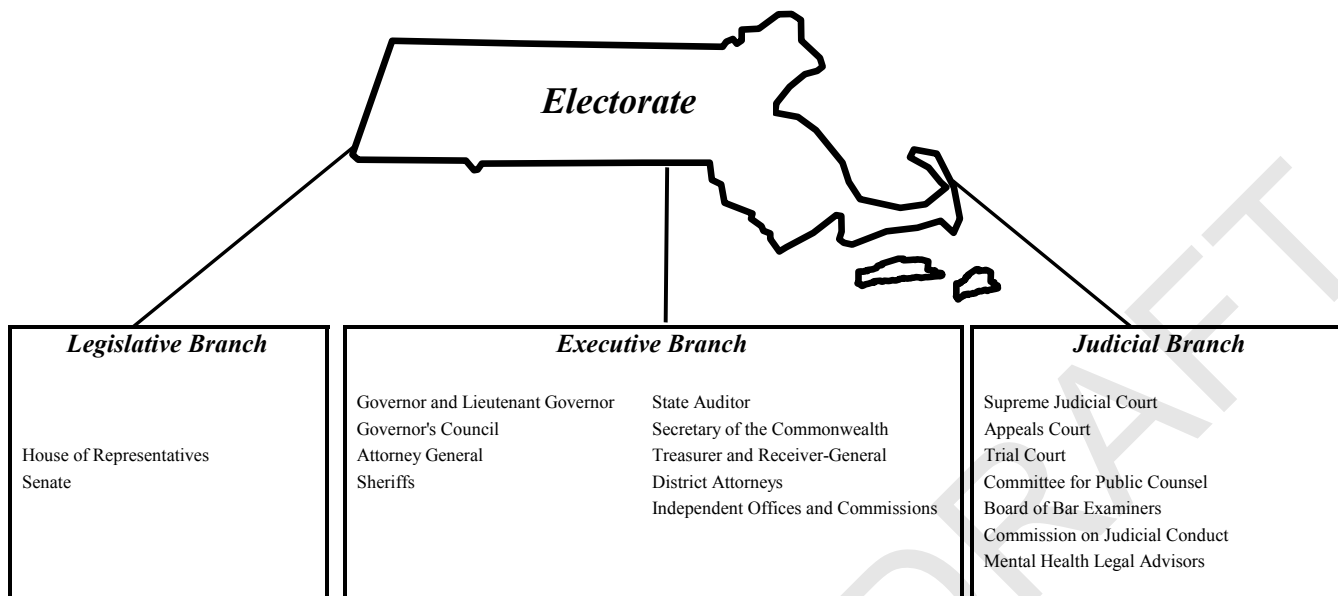 Electorate
Legislative Branch
House of Representatives
Senate
Executive Branch
Governor and Lieutenant Governor
Governor's Council
Attorney General
Sheriffs
State Auditor
Secretary of the Commonwealth
Treasurer and Receiver-General
District Attorneys
Independent Offices and Commissions
Judicial Branch
Supreme Judicial Court
Appeals Court
Trial Court
Committee for Public Counsel
Board of Bar Examiners
Commission on Judicial Conduct
Mental Health Legal Advisors
DRAFT